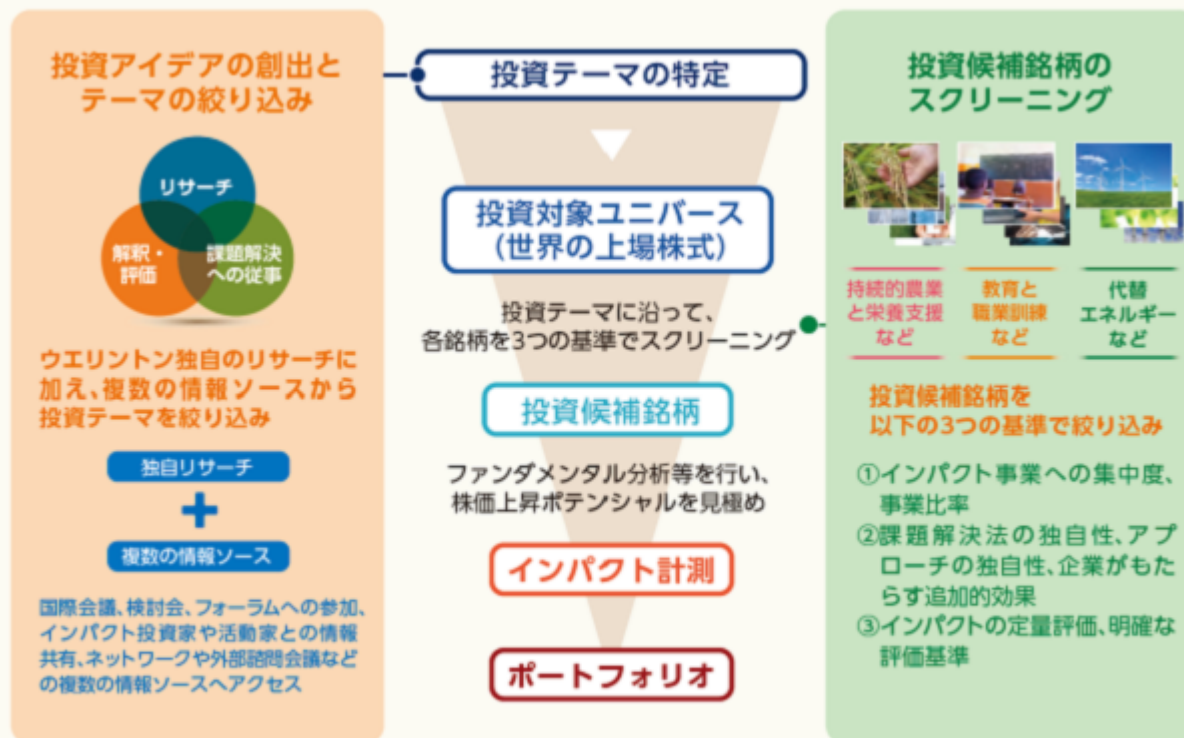 投資アイデアの創出と
テーマの絞り込み
リサーチ
解釈・
評価
課題解決
への従事
ウエリントン独自のリサーチに
加え、複数の情報ソースから
投資テーマを絞り込み
独自リサーチ
+
複数の情報ソース
国際会議、検討会、フォーラムへの参加、
インパクト投資家や活動家との情報
共有、ネットワークや外部諮問会議など
の複数の情報ソースへアクセス
投資テーマの特定
投資対象ユニバース
(世界の上場株式)
投資テーマに沿って、
各銘柄を3つの基準でスクリーニング
投資候補銘柄
ファンダメンタル分析等を行い、
株価上昇ポテンシャルを見極め
インパクト計測
ポートフォリオ
投資候補銘柄の
スクリーニング
持続的農業
と栄養支援
など
教育と
職業訓練
など
代替
エネルギー
など
投資候補銘柄を
以下の3つの基準で絞り込み
①インパクト事業への集中度、
事業比率
②課題解決法の独自性、アプ
ローチの独自性、企業がもた
らす追加的効果
③インパクトの定量評価、明確な
評価基準